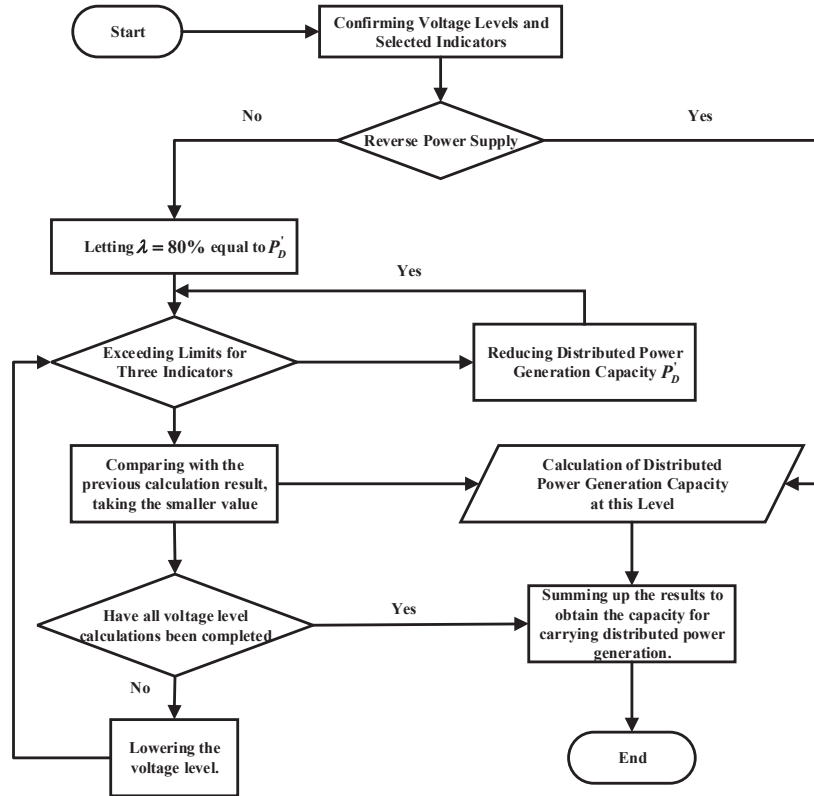 Start
Confirming Voltage Levels and
Selected Indicators
No
Yes
Reverse Power Supply
Letting λ = 80% equal to P'_D
Yes
Exceeding Limits for
Three Indicators
Reducing Distributed Power
Generation Capacity P'_D
Comparing with the
previous calculation result,
taking the smaller value
Calculation of Distributed
Power Generation Capacity
at this Level
Have all voltage level
calculations been completed
Yes
Summing up the results to
obtain the capacity for
carrying distributed power
generation.
No
Lowering the
voltage level.
End